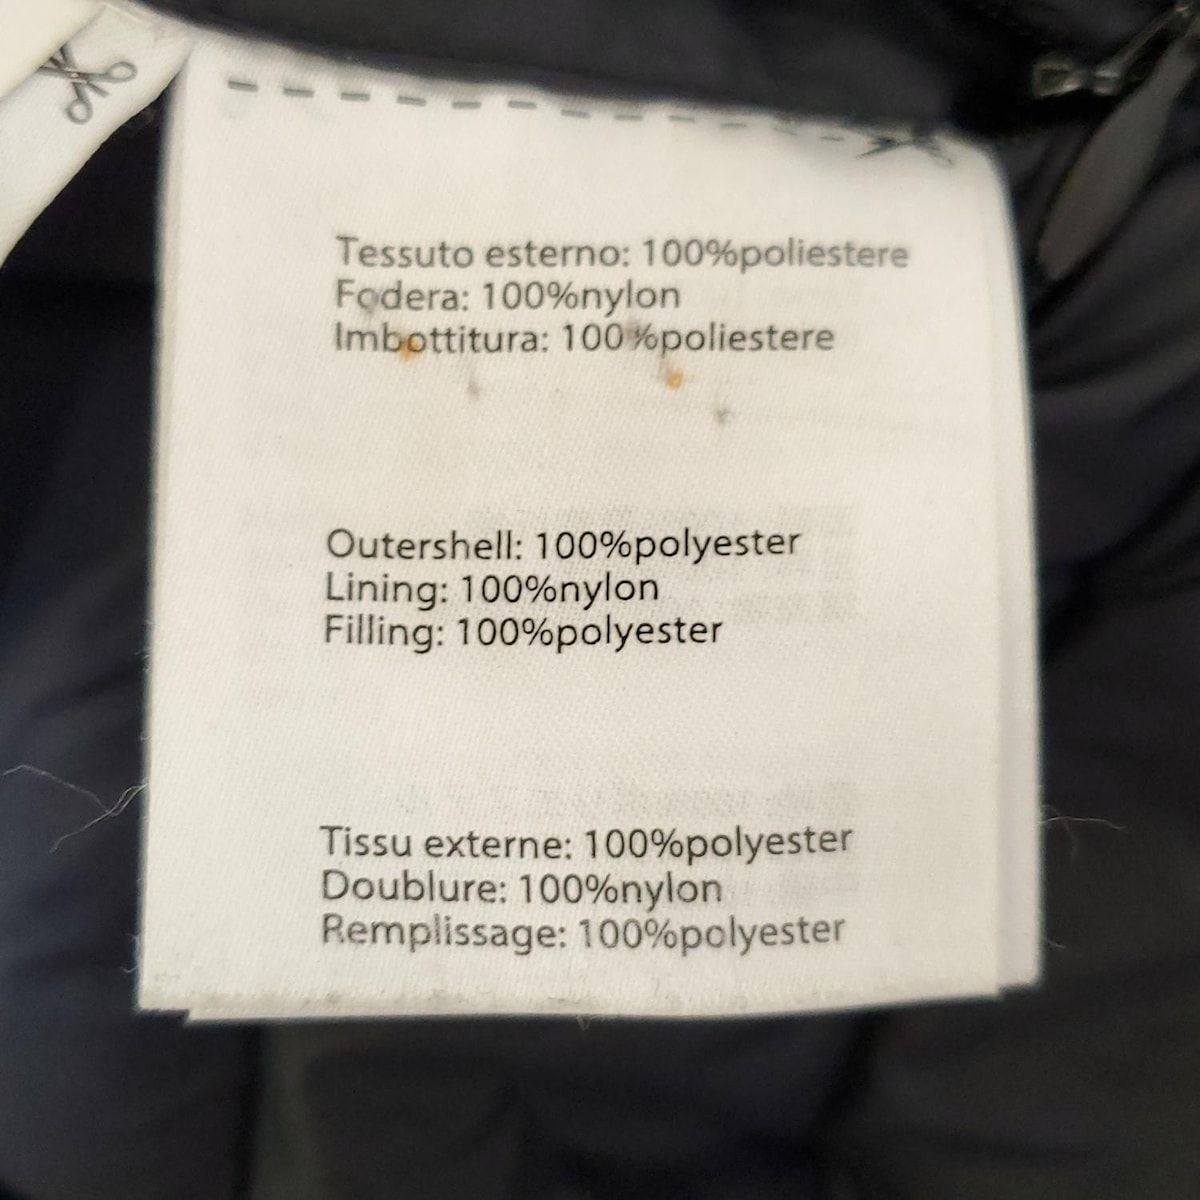 Tessuto esterno: 100%poliestere
Fodera: 100%nylon
Imbottitura: 100%poliestere
Outershell: 100%polyester
Lining: 100%nylon
Filling: 100%polyester
Tissu externe: 100%polyester
Doublure: 100%nylon
Remplissage: 100%polyester